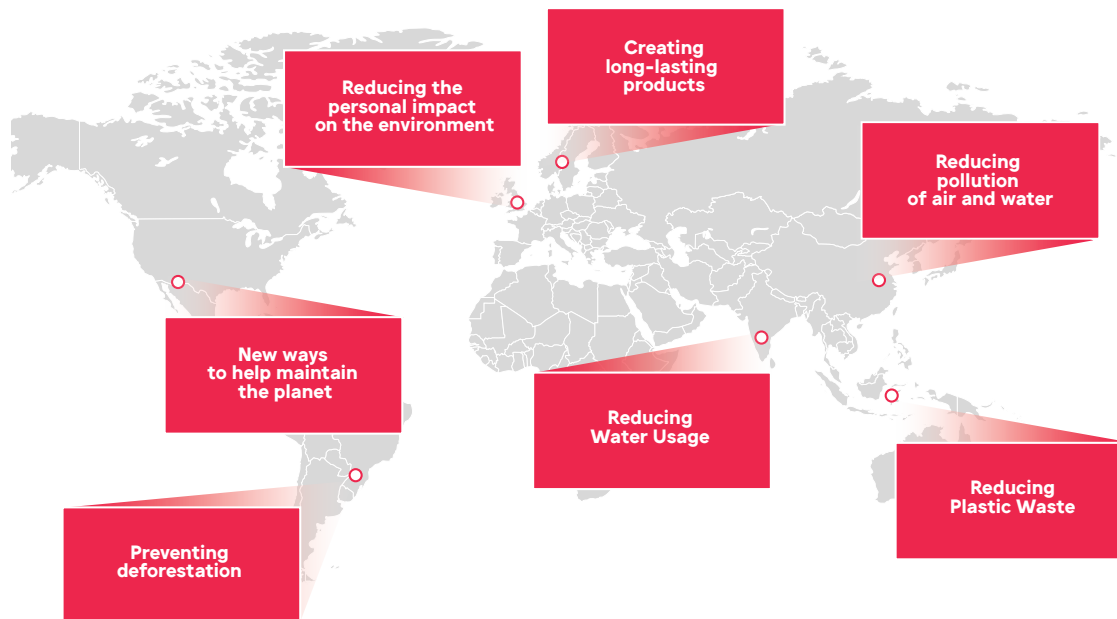 Creating
long-lasting
products
Reducing the
personal impact
on the environment
Reducing
pollution
of air and water
New ways
to help maintain
the planet
Reducing
Water Usage
Reducing
Plastic Waste
Preventing
deforestation